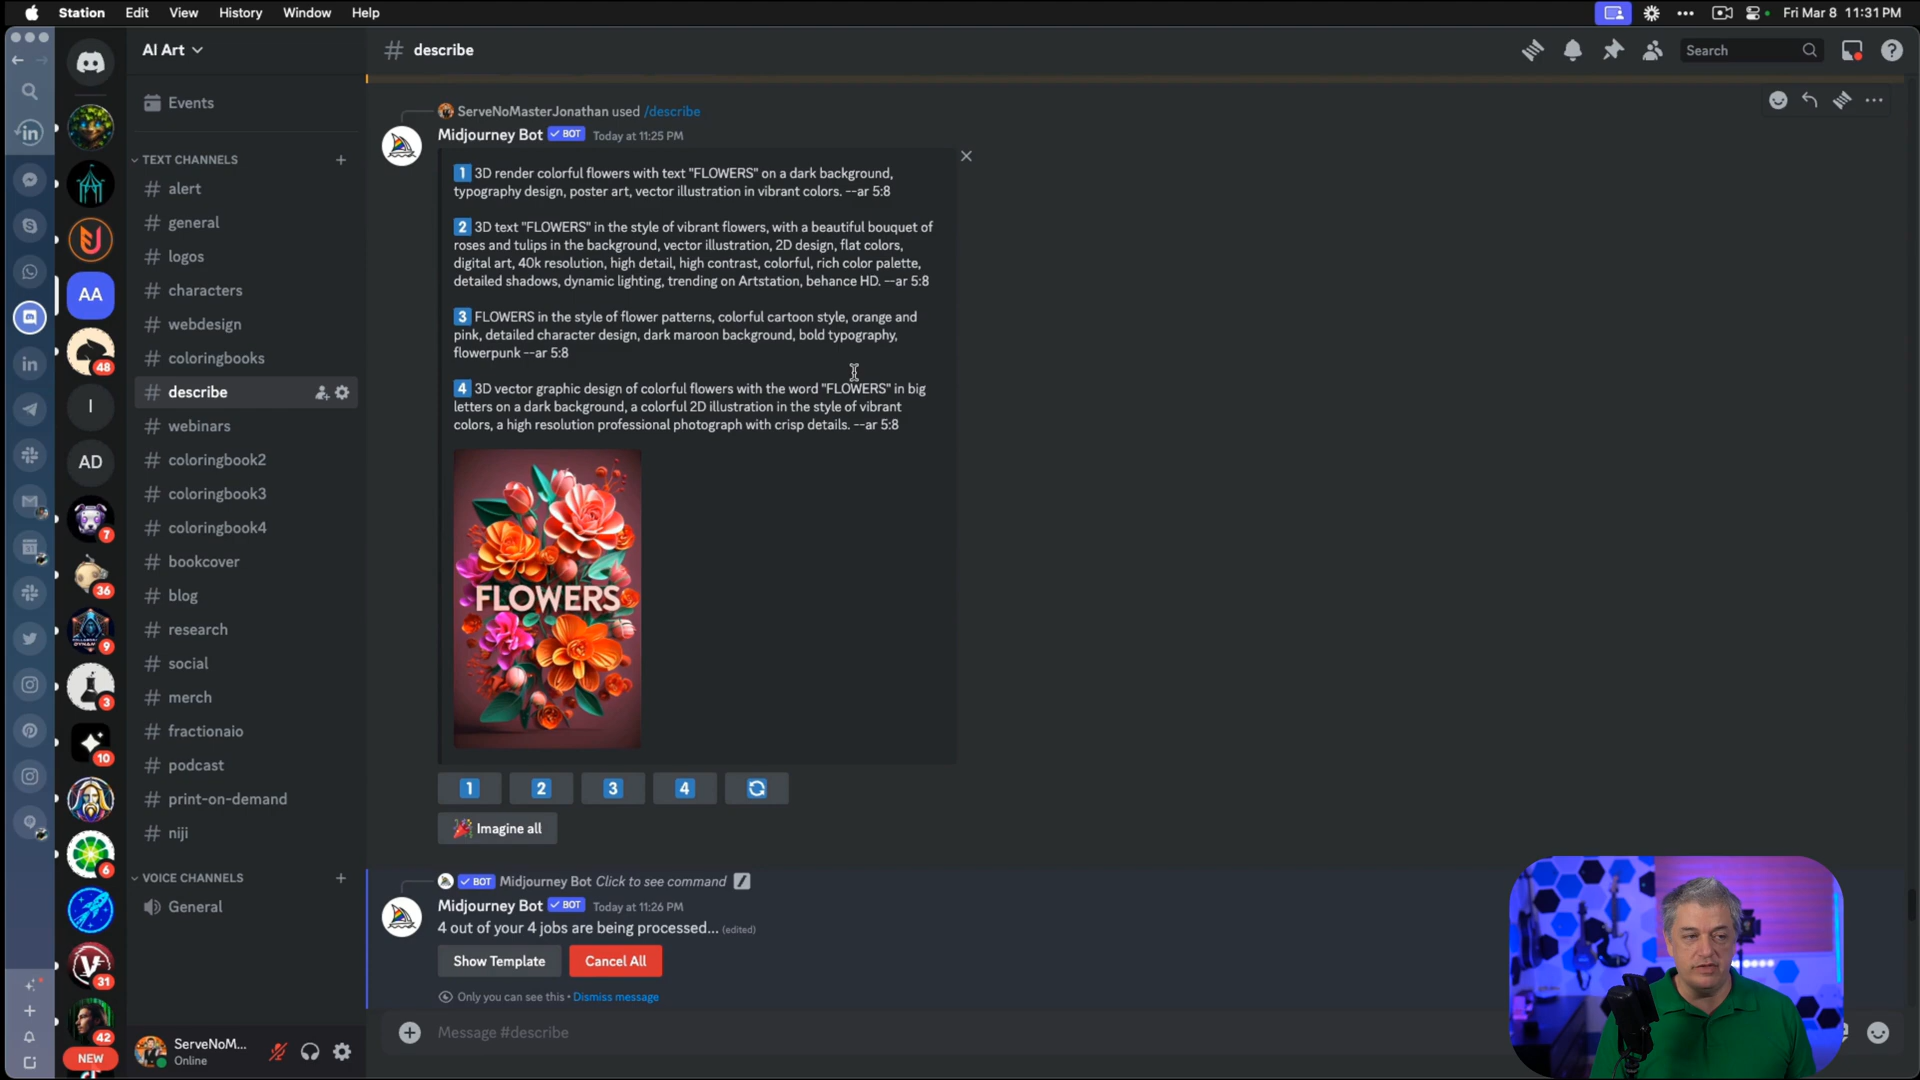 Station Edit View History Window Help
Fri Mar 8 11:31 PM
AI Art
# describe
Search
Events
TEXT CHANNELS
# alert
# general
# logos
# characters
# webdesign
# coloringbooks
# describe
# webinars
# coloringbook2
# coloringbook3
# coloringbook4
# bookcover
# blog
# research
# social
# merch
# fractionaio
# podcast
# print-on-demand
# niji
VOICE CHANNELS
General
ServeNoM...
Online
AA
48
I
AD
7
36
9
3
10
6
31
42
NEW
ServeNoMasterJonathan used /describe
Midjourney Bot ✓ BOT Today at 11:25 PM
1 3D render colorful flowers with text "FLOWERS" on a dark background,
typography design, poster art, vector illustration in vibrant colors. --ar 5:8
2 3D text "FLOWERS" in the style of vibrant flowers, with a beautiful bouquet of
roses and tulips in the background, vector illustration, 2D design, flat colors,
digital art, 40k resolution, high detail, high contrast, colorful, rich color palette,
detailed shadows, dynamic lighting, trending on Artstation, behance HD. --ar 5:8
3 FLOWERS in the style of flower patterns, colorful cartoon style, orange and
pink, detailed character design, dark maroon background, bold typography,
flowerpunk --ar 5:8
4 3D vector graphic design of colorful flowers with the word "FLOWERS" in big
letters on a dark background, a colorful 2D illustration in the style of vibrant
colors, a high resolution professional photograph with crisp details. --ar 5:8
FLOWERS
1 2 3 4
Imagine all
✓ BOT Midjourney Bot Click to see command
Midjourney Bot ✓ BOT Today at 11:26 PM
4 out of your 4 jobs are being processed... (edited)
Show Template Cancel All
Only you can see this • Dismiss message
Message #describe